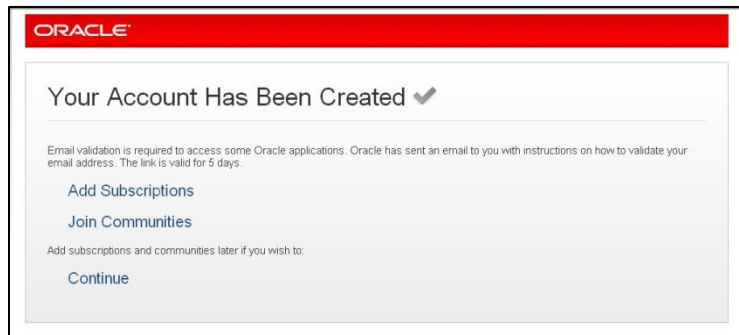 ORACLE
Your Account Has Been Created
Email validation is required to access some Oracle applications. Oracle has sent an email to you with instructions on how to validate your
email address. The link is valid for 5 days.
Add Subscriptions
Join Communities
Add subscriptions and communities later if you wish to:
Continue